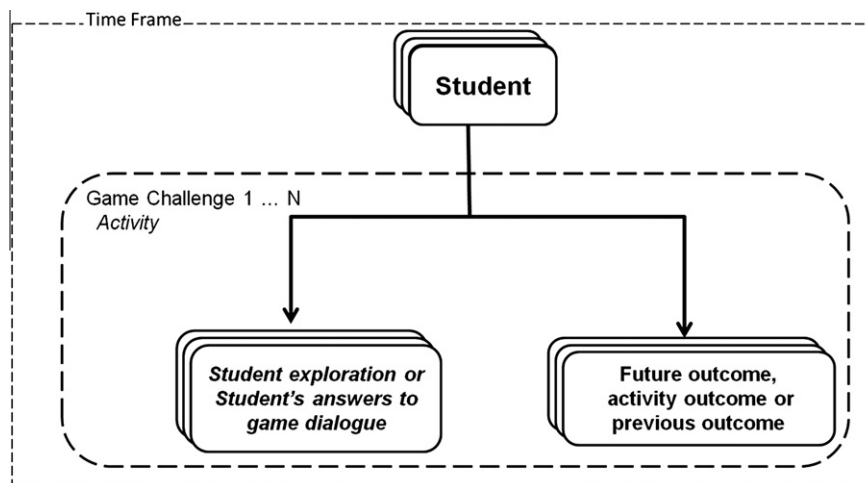 Time Frame
Student
Game Challenge 1 ... N
Activity
Student exploration or
Student's answers to
game dialogue
Future outcome,
activity outcome or
previous outcome